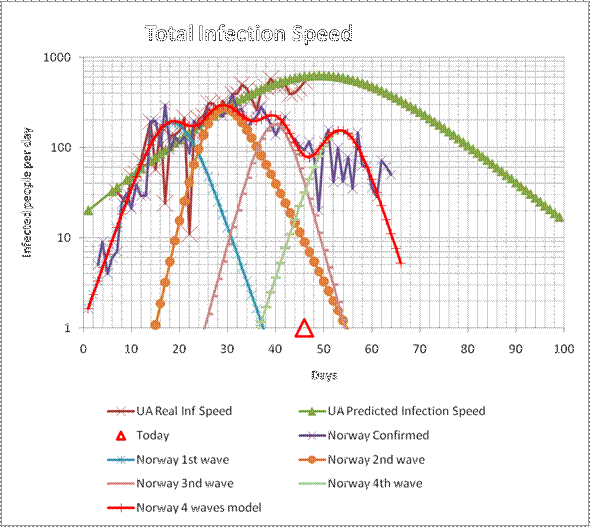 Total Infection Speed
1000
100
10
1
Infected people per day
0 10 20 30 40 50 60 70 80 90 100
Days
UA Real Inf Speed UA Predicted Infection Speed
Today Norway Confirmed
Norway 1st wave Norway 2nd wave
Norway 3nd wave Norway 4th wave
Norway 4 waves model